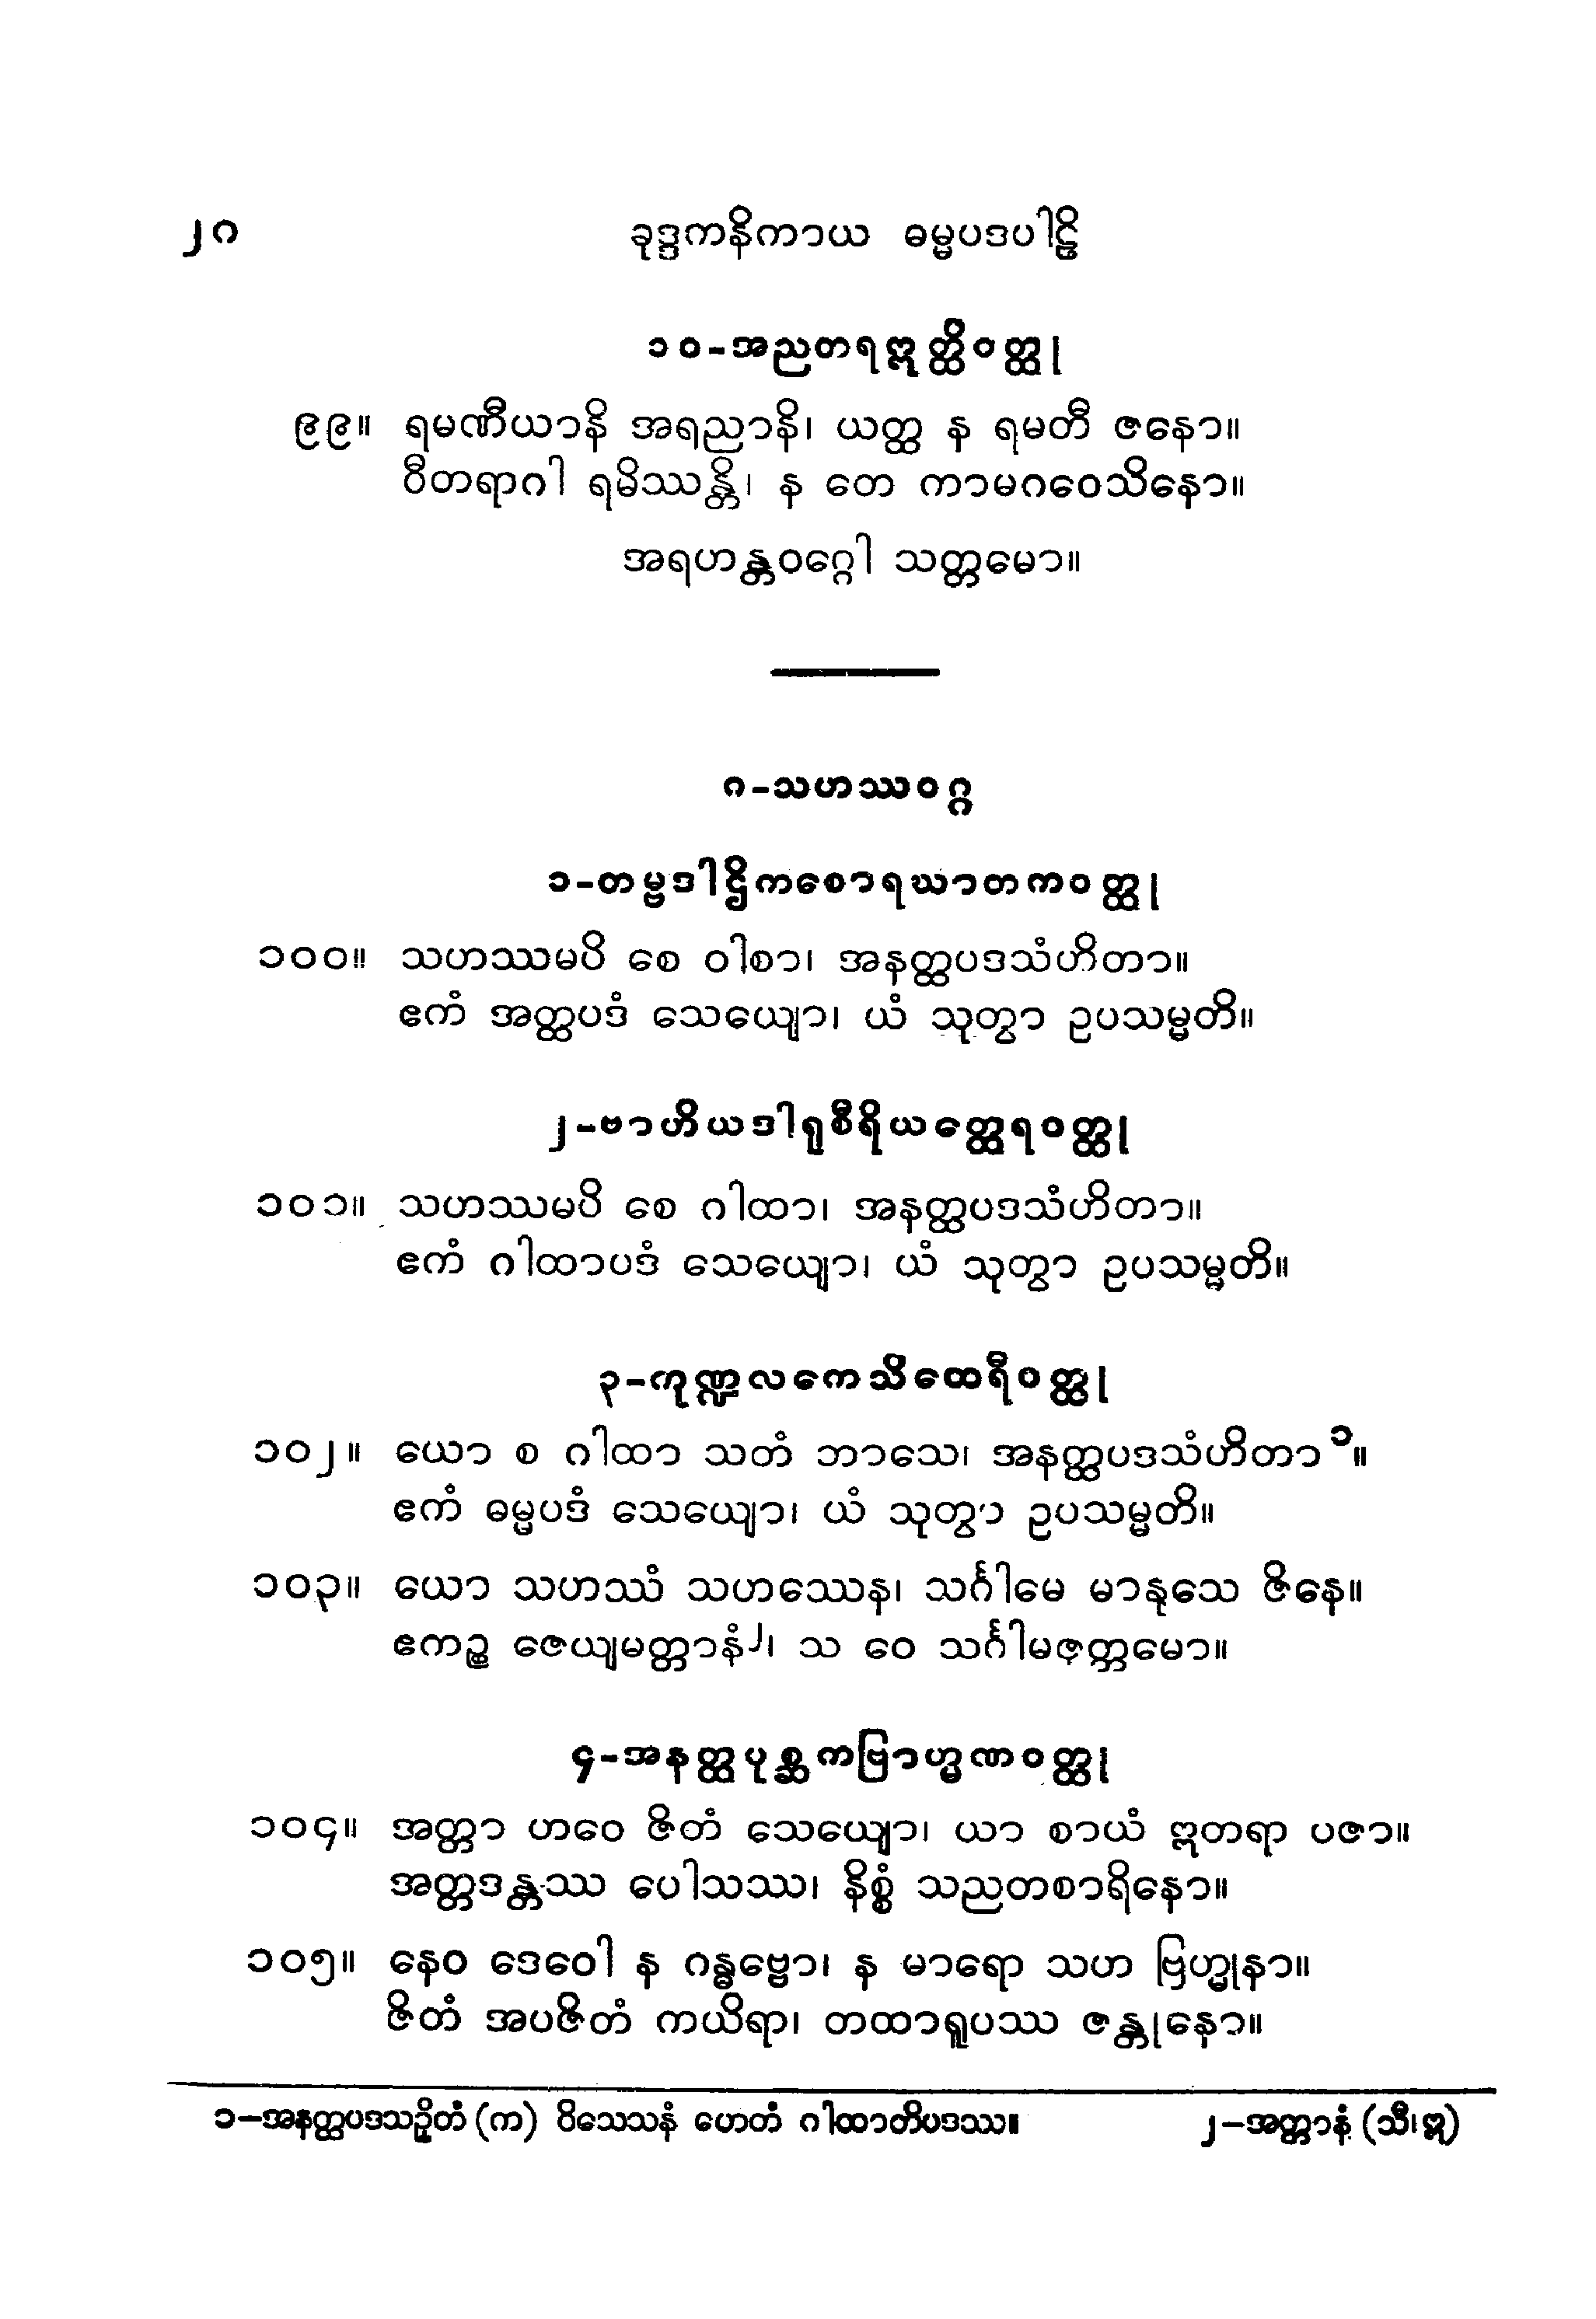 ၂၈ ခုဒ္ဒကနိကာယ ဓမ္မပဒပါဠိ
၁၀-အညတရဣတ္ထိဝတ္ထု
၉၉။ ရမဏီယာနိ အရညာနိ၊ ယတ္ထ န ရမတီ ဇနော။
ဝီတရာဂါ ရမိဿန္တိ၊ န တေ ကာမဂဝေသိနော။
အရဟန္တဝဂ္ဂေါ သတ္တမော။
၈-သဟဿဝဂ္ဂ
၁-တမ္ဗဒါဌိကစောရဃာတကဝတ္ထု
၁၀၀။ သဟဿမပိ စေ ဝါစာ၊ အနတ္ထပဒသံဟိတာ။
ဧကံ အတ္ထပဒံ သေယျော၊ ယံ သုတွာ ဥပသမ္မတိ။
၂-ဗာဟိယဒါရုစီရိယတ္ထေရဝတ္ထု
၁၀၁။ သဟဿမပိ စေ ဂါထာ၊ အနတ္ထပဒသံဟိတာ။
ဧကံ ဂါထာပဒံ သေယျော၊ ယံ သုတွာ ဥပသမ္မတိ။
၃-ကုဏ္ဍလကေသိထေရီဝတ္ထု
၁၀၂။ ယော စ ဂါထာ သတံ ဘာသေ၊ အနတ္ထပဒသံဟိတာ၁။
ဧကံ ဓမ္မပဒံ သေယျော၊ ယံ သုတွာ ဥပသမ္မတိ။
၁၀၃။ ယော သဟဿံ သဟဿေန၊ သင်္ဂါမေ မာနုသေ ဇိနေ။
ဧကဉ္စ ဇေယျမတ္တာနံ၂၊ သ ဝေ သင်္ဂါမဇုတ္တမော။
၄-အနတ္ထပုစ္ဆကဗြာဟ္မဏဝတ္ထု
၁၀၄။ အတ္တာ ဟဝေ ဇိတံ သေယျော၊ ယာ စာယံ ဣတရာ ပဇာ။
အတ္တဒန္တဿ ပေါသဿ၊ နိစ္စံ သညတစာရိနော။
၁၀၅။ နေဝ ဒေဝေါ န ဂန္ဓဗ္ဗော၊ န မာရော သဟ ဗြဟ္မုနာ။
ဇိတံ အပဇိတံ ကယိရာ၊ တထာရူပဿ ဇန္တုနော။
၁-အနတ္ထပဒသဉှိတံ (က) ဝိသေသနံ ဟေတံ ဂါထာတိပဒဿ။ ၂-အတ္တာနံ (သီ၊ ဣ)